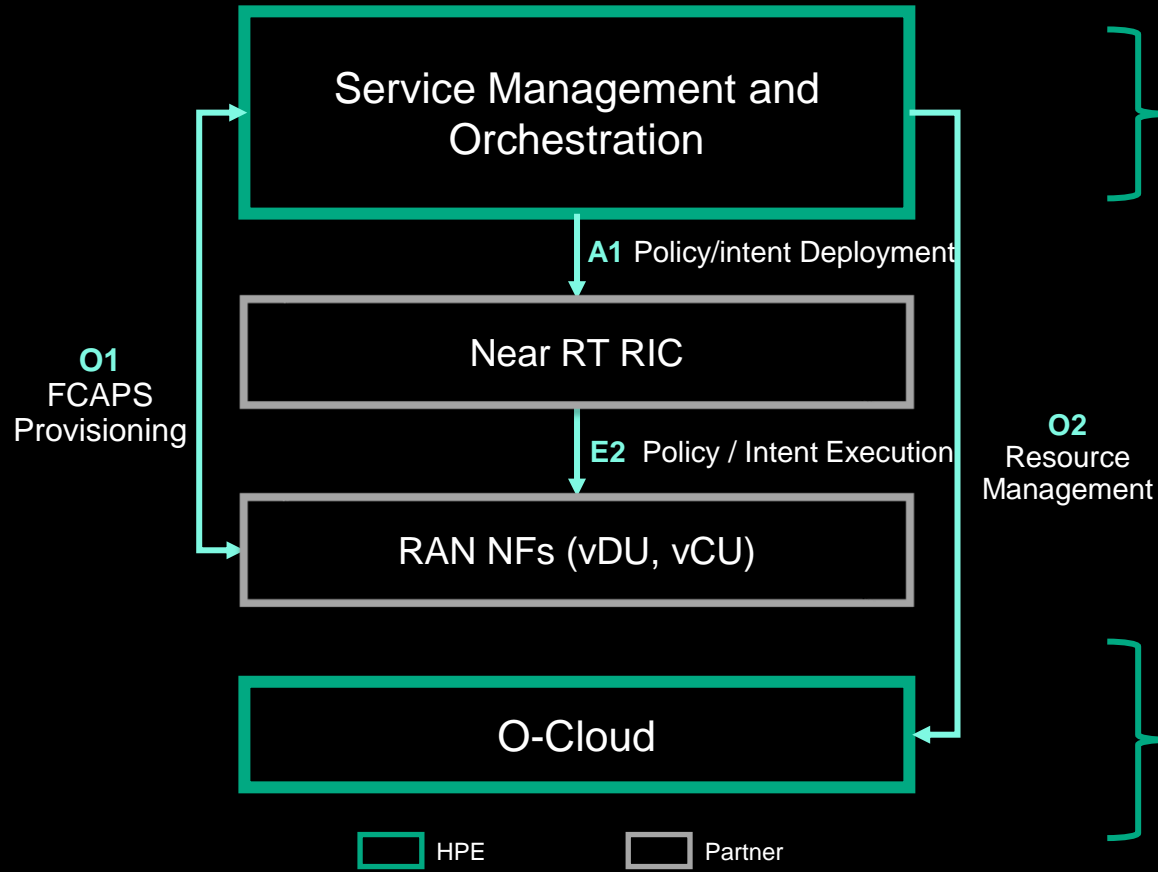 Service Management and
Orchestration
A1 Policy/intent Deployment
Near RT RIC
O1
FCAPS
Provisioning
E2 Policy / Intent Execution
O2
Resource
Management
RAN NFs (vDU, vCU)
O-Cloud
HPE
Partner